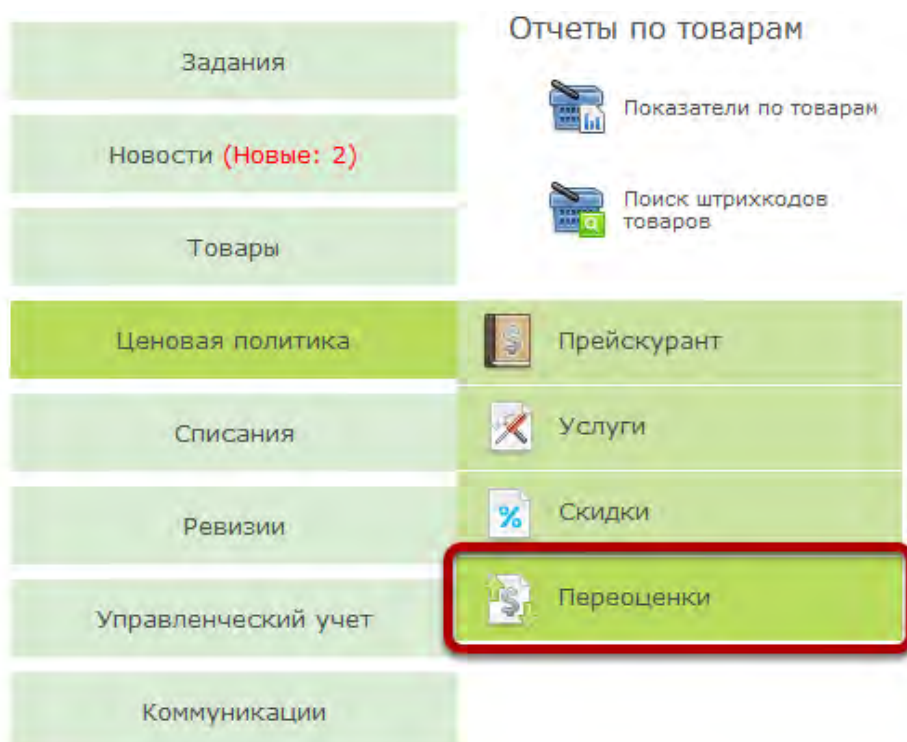 Отчеты по товарам
Задания
Показатели по товарам
Новости (Новые: 2)
Поиск штрихкодов
товаров
Товары
Ценовая политика
Прейскурант
Услуги
Списания
Скидки
Ревизии
Переоценки
Управленческий учет
Коммуникации